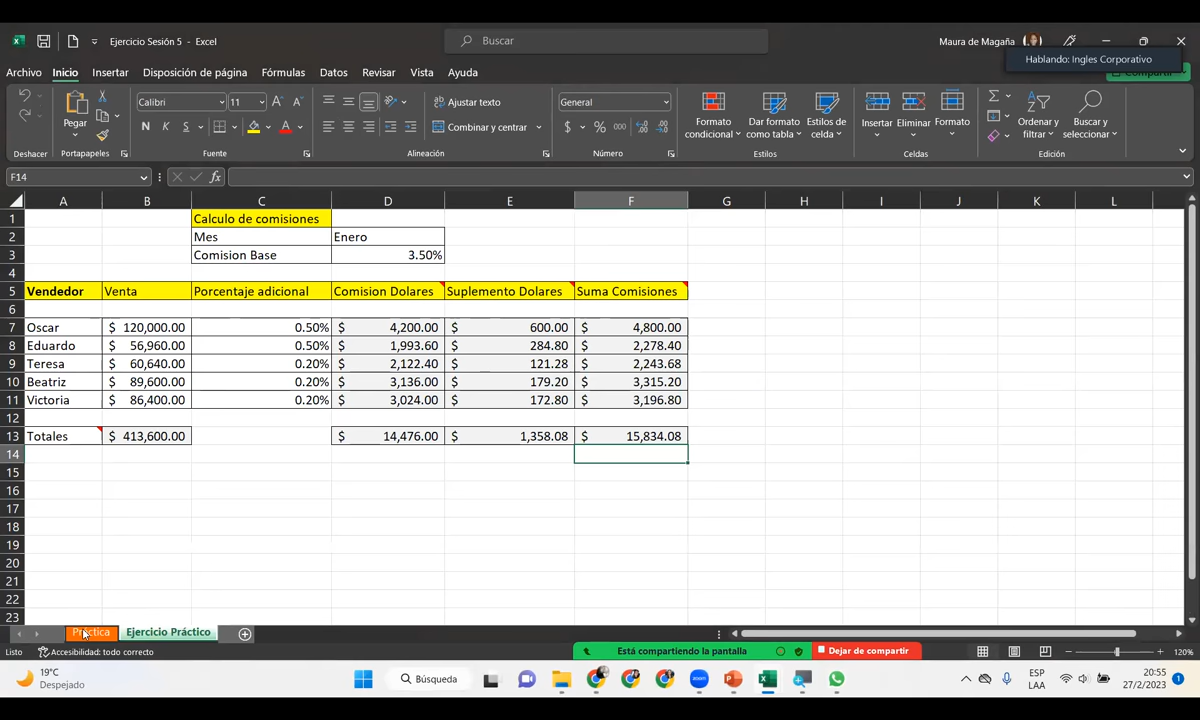 Ejercicio Sesión 5 - Excel
Buscar
Maura de Magaña
Hablando: Ingles Corporativo
Archivo Inicio Insertar Disposición de página Fórmulas Datos Revisar Vista Ayuda
Compartir
Pegar
Calibri 11
N K S
Ajustar texto
Combinar y centrar
General
$ % 000
Formato condicional
Dar formato como tabla
Estilos de celda
Insertar Eliminar Formato
Ordenar y filtrar
Buscar y seleccionar
Deshacer Portapapeles Fuente Alineación Número Estilos Celdas Edición
F14 fx
A B C D E F G H I J K L
1 Calculo de comisiones
2 Mes Enero
3 Comision Base 3.50%
4
5 Vendedor Venta Porcentaje adicional Comision Dolares Suplemento Dolares Suma Comisiones
6
7 Oscar $ 120,000.00 0.50% $ 4,200.00 $ 600.00 $ 4,800.00
8 Eduardo $ 56,960.00 0.50% $ 1,993.60 $ 284.80 $ 2,278.40
9 Teresa $ 60,640.00 0.20% $ 2,122.40 $ 121.28 $ 2,243.68
10 Beatriz $ 89,600.00 0.20% $ 3,136.00 $ 179.20 $ 3,315.20
11 Victoria $ 86,400.00 0.20% $ 3,024.00 $ 172.80 $ 3,196.80
12
13 Totales $ 413,600.00 $ 14,476.00 $ 1,358.08 $ 15,834.08
14
15
16
17
18
19
20
21
22
23
Práctica Ejercicio Práctico
Listo Accesibilidad: todo correcto
Está compartiendo la pantalla Dejar de compartir
120%
19°C
Despejado
Búsqueda
zoom
ESP
LAA
20:55
27/2/2023
1